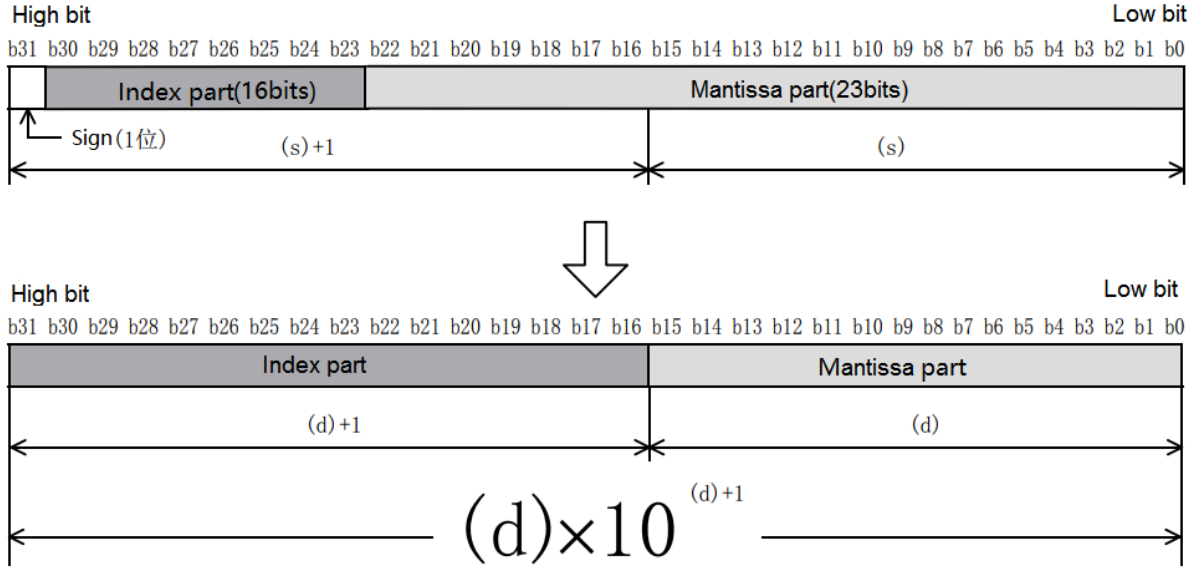 High bit Low bit
b31 b30 b29 b28 b27 b26 b25 b24 b23 b22 b21 b20 b19 b18 b17 b16 b15 b14 b13 b12 b11 b10 b9 b8 b7 b6 b5 b4 b3 b2 b1 b0
Index part(16bits) Mantissa part(23bits)
Sign(1位) (s)+1 (s)
High bit Low bit
b31 b30 b29 b28 b27 b26 b25 b24 b23 b22 b21 b20 b19 b18 b17 b16 b15 b14 b13 b12 b11 b10 b9 b8 b7 b6 b5 b4 b3 b2 b1 b0
Index part Mantissa part
(d)+1 (d)
(d)×10 (d)+1